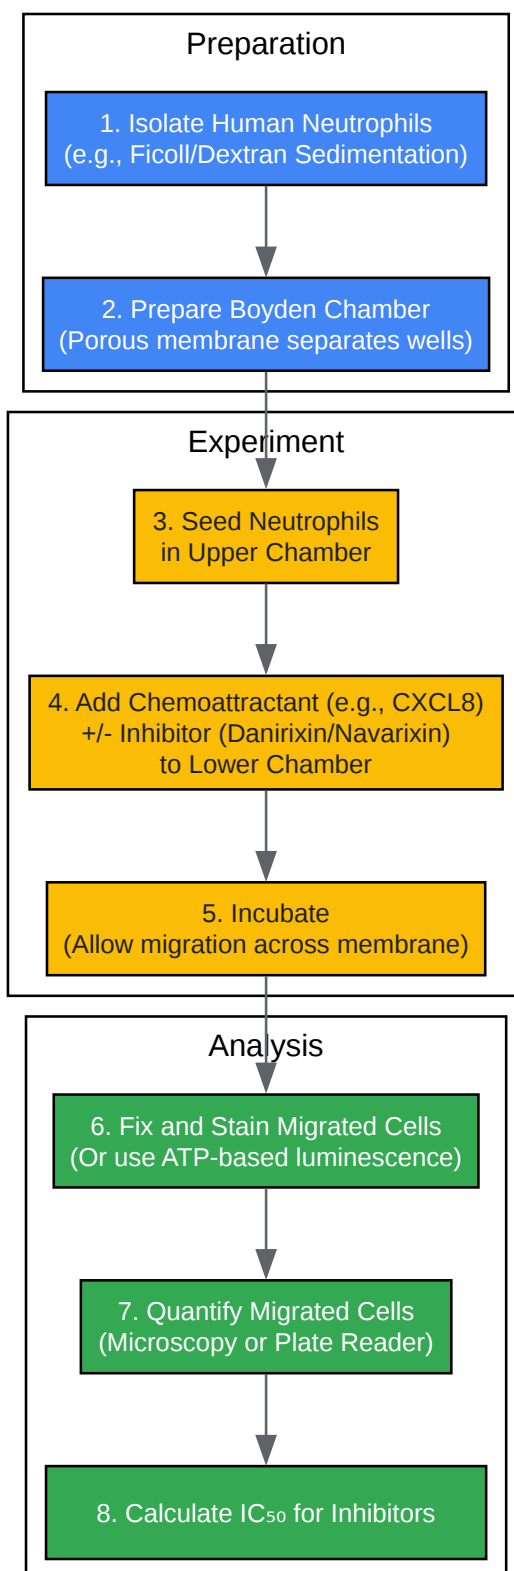 Preparation
1. Isolate Human Neutrophils
(e.g., Ficoll/Dextran Sedimentation)
2. Prepare Boyden Chamber
(Porous membrane separates wells)
Experiment
3. Seed Neutrophils
in Upper Chamber
4. Add Chemoattractant (e.g., CXCL8)
+/- Inhibitor (Danirixin/Navarixin)
to Lower Chamber
5. Incubate
(Allow migration across membrane)
Analysis
6. Fix and Stain Migrated Cells
(Or use ATP-based luminescence)
7. Quantify Migrated Cells
(Microscopy or Plate Reader)
8. Calculate IC₅₀ for Inhibitors